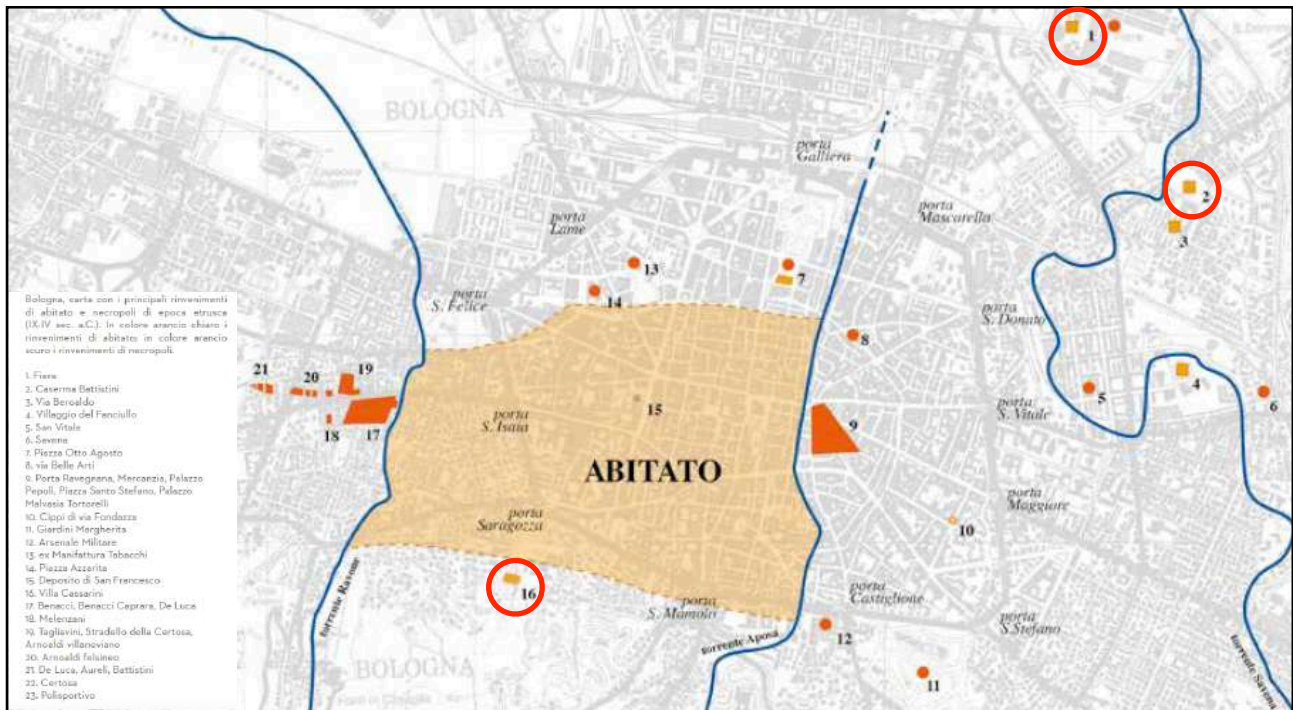 BOLOGNA
1
porta
Galliera
2
porta
Mascarella
3
porta
Lame
13
7
14
porta
S. Felice
porta
S. Donato
8
Bologna, carta con i principali rinvenimenti
di abitato e necropoli di epoca etrusca
(IX-IV sec. a.C.). In colore arancio chiaro i
rinvenimenti di abitato; in colore arancio
scuro i rinvenimenti di necropoli.
1. Fiera
2. Caserma Battistini
3. Via Beroaldo
4. Villaggio del Fanciullo
5. San Vitale
6. Savena
7. Piazza Otto Agosto
8. via Belle Arti
9. Porta Ravegnana, Mercanzia, Palazzo
Pepoli, Piazza Santo Stefano, Palazzo
Malvasia Tortorelli
10. Cippi di via Fondazza
11. Giardini Margherita
12. Arsenale Militare
13. ex Manifattura Tabacchi
14. Piazza Azzarita
15. Deposito di San Francesco
16. Villa Cassarini
17. Benacci, Benacci Caprara, De Luca
18. Melenzani
19. Tagliavini, Stradello della Certosa,
Arnoaldi villanoviano
20. Arnoaldi felsineo
21. De Luca, Aureli, Battistini
22. Certosa
23. Polisportivo
21
20
19
18
17
15
porta
S. Isaia
9
5
4
6
porta
S. Vitale
ABITATO
porta
Maggiore
porta
Saragozza
10
16
torrente Ravone
porta
S. Mamolo
porta
Castiglione
porta
S.Stefano
12
torrente Aposa
11
torrente Savena
BOLOGNA